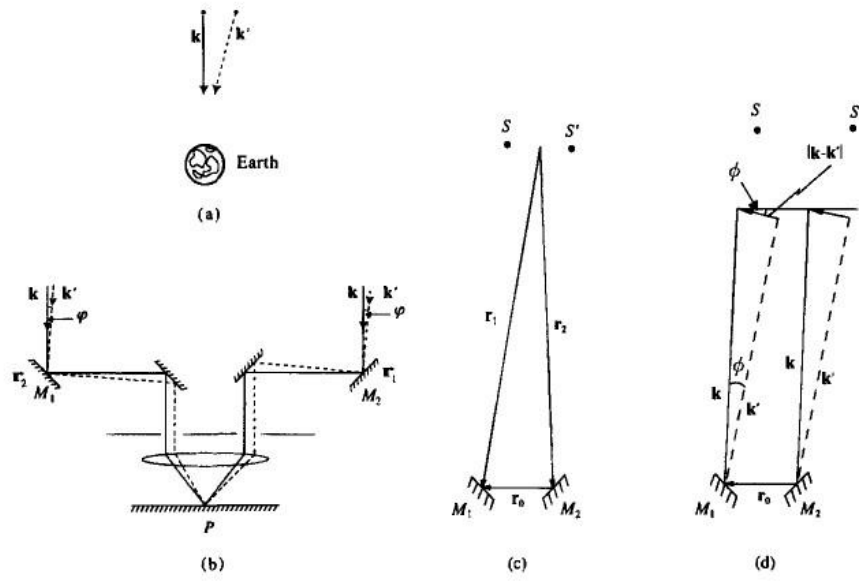 k
k′
Earth
(a)
k
k′
φ
k
k′
φ
r₂
M₁
r₁
M₂
P
(b)
S
S′
r₁
r₂
M₁
r₀
M₂
(c)
S
S
|k-k′|
ϕ
ϕ
k
k′
k
k′
M₁
r₀
M₂
(d)